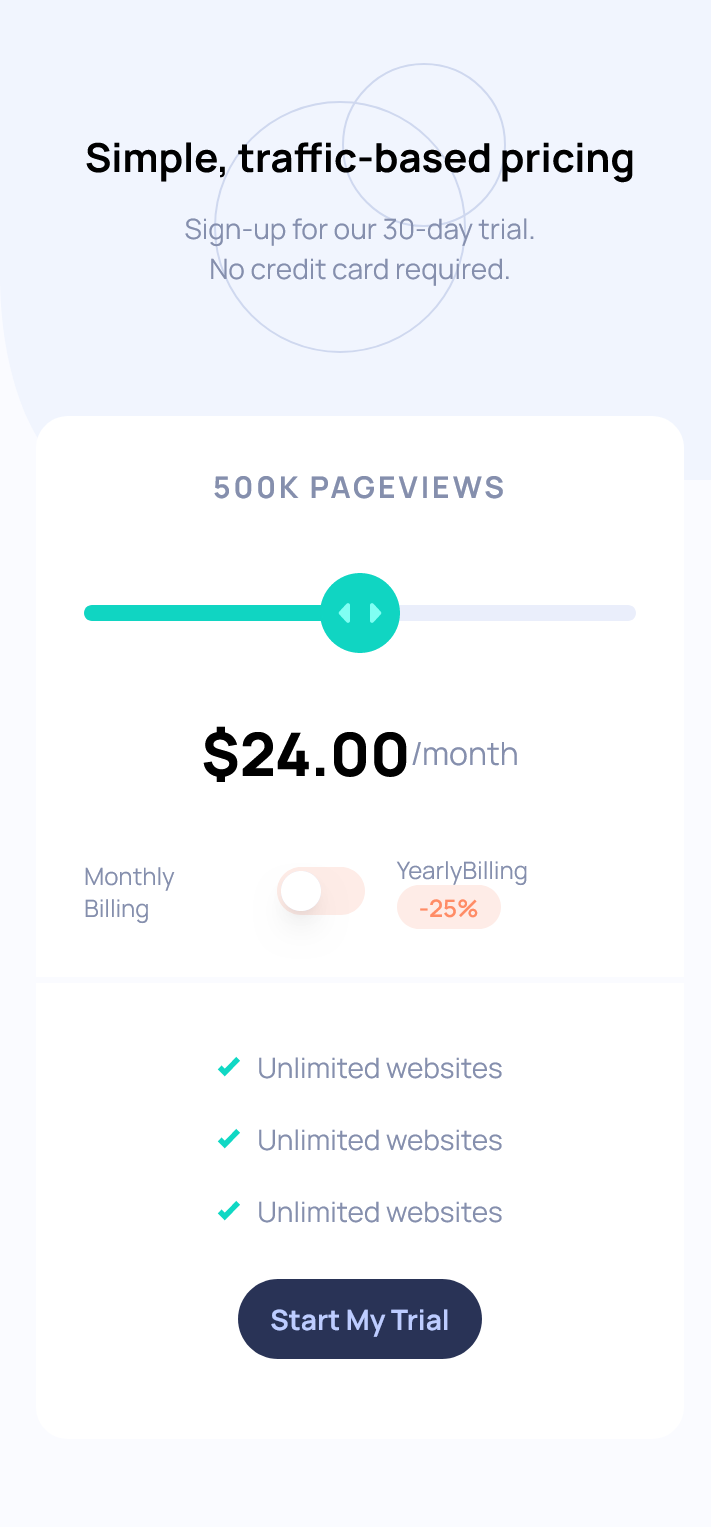 Simple, traffic-based pricing
Sign-up for our 30-day trial.
No credit card required.
500K PAGEVIEWS
$24.00/month
Monthly
Billing
YearlyBilling
-25%
Unlimited websites
Unlimited websites
Unlimited websites
Start My Trial